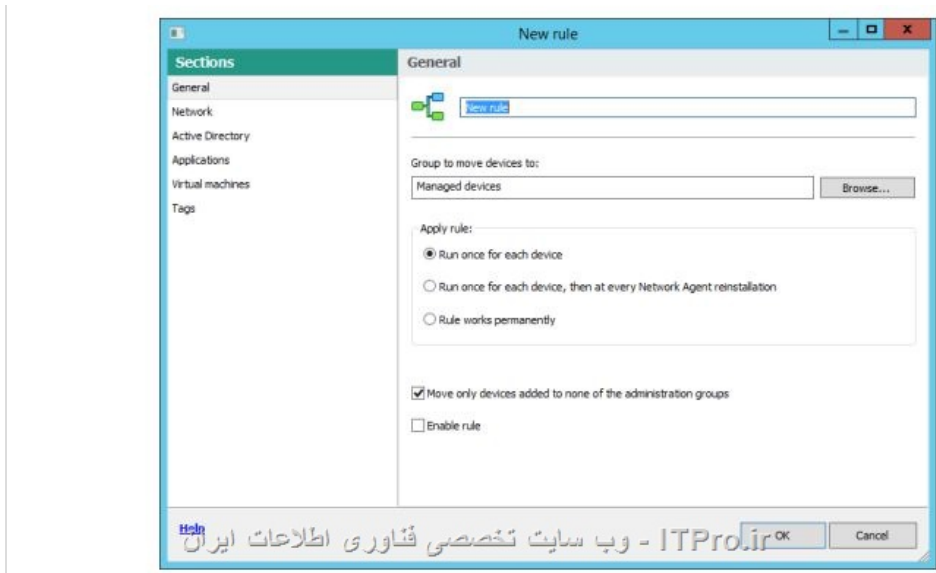 New rule
Sections
General
Network
Active Directory
Applications
Virtual machines
Tags
General
New rule
Group to move devices to:
Managed devices
Browse...
Apply rule:
Run once for each device
Run once for each device, then at every Network Agent reinstallation
Rule works permanently
Move only devices added to none of the administration groups
Enable rule
Help
ITPro.ir - وب سایت تخصصی فناوری اطلاعات ایران
OK
Cancel